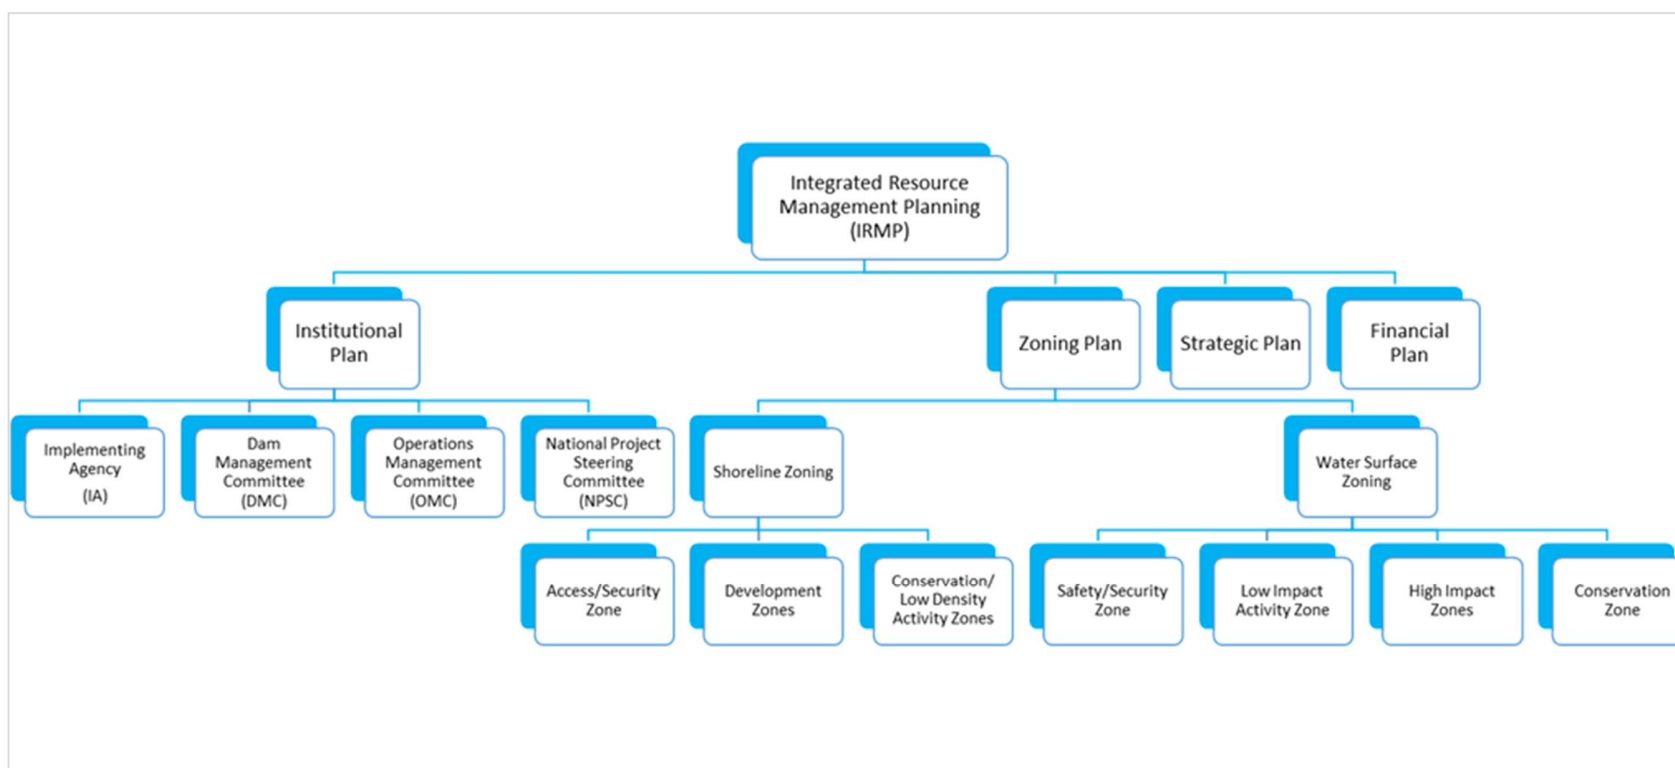 Integrated Resource
Management Planning
(IRMP)
Institutional
Plan
Zoning Plan
Strategic Plan
Financial
Plan
Implementing
Agency
(IA)
Dam
Management
Committee
(DMC)
Operations
Management
Committee
(OMC)
National Project
Steering
Committee
(NPSC)
Shoreline Zoning
Water Surface
Zoning
Access/Security
Zone
Development
Zones
Conservation/
Low Density
Activity Zones
Safety/Security
Zone
Low Impact
Activity Zone
High Impact
Zones
Conservation
Zone